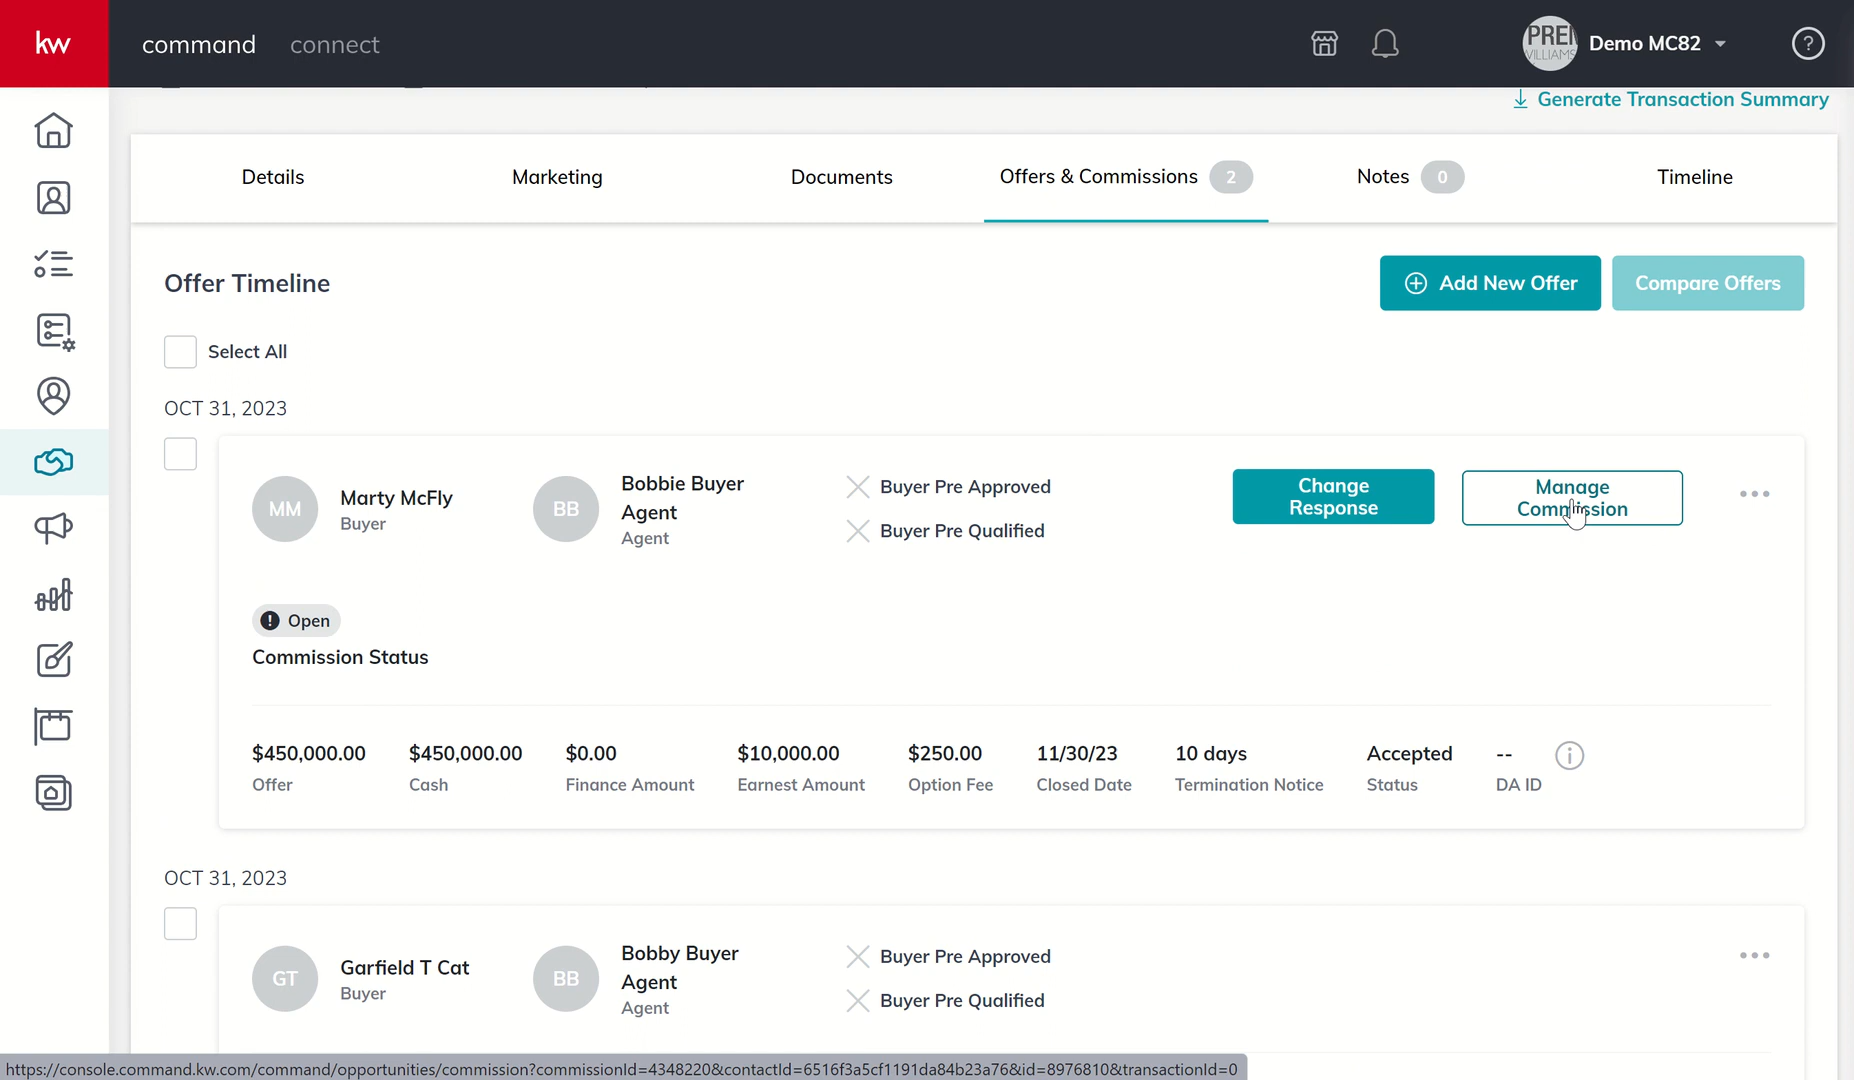 kw command connect Demo MC82 ?
PREI
WILLIAMS
Generate Transaction Summary
Details Marketing Documents Offers & Commissions 2 Notes 0 Timeline
Offer Timeline Add New Offer Compare Offers
Select All
OCT 31, 2023
MM Marty McFly
Buyer
BB Bobbie Buyer
Agent
Agent
Buyer Pre Approved
Buyer Pre Qualified
Change
Response
Manage
Commission
Open
Commission Status
$450,000.00 $450,000.00 $0.00 $10,000.00 $250.00 11/30/23 10 days Accepted --
Offer Cash Finance Amount Earnest Amount Option Fee Closed Date Termination Notice Status DA ID
OCT 31, 2023
GT Garfield T Cat
Buyer
BB Bobby Buyer
Agent
Agent
Buyer Pre Approved
Buyer Pre Qualified
https://console.command.kw.com/command/opportunities/commission?commissionId=4348220&contactId=6516f3a5cf1191da84b23a76&id=8976810&transactionId=0